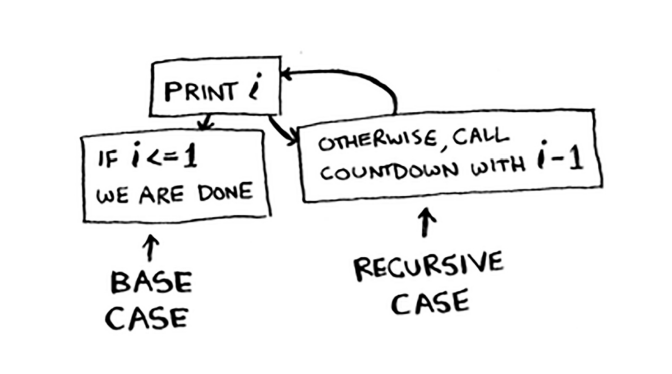 PRINT i
IF i<=1
WE ARE DONE
OTHERWISE, CALL
COUNTDOWN WITH i-1
BASE
CASE
RECURSIVE
CASE